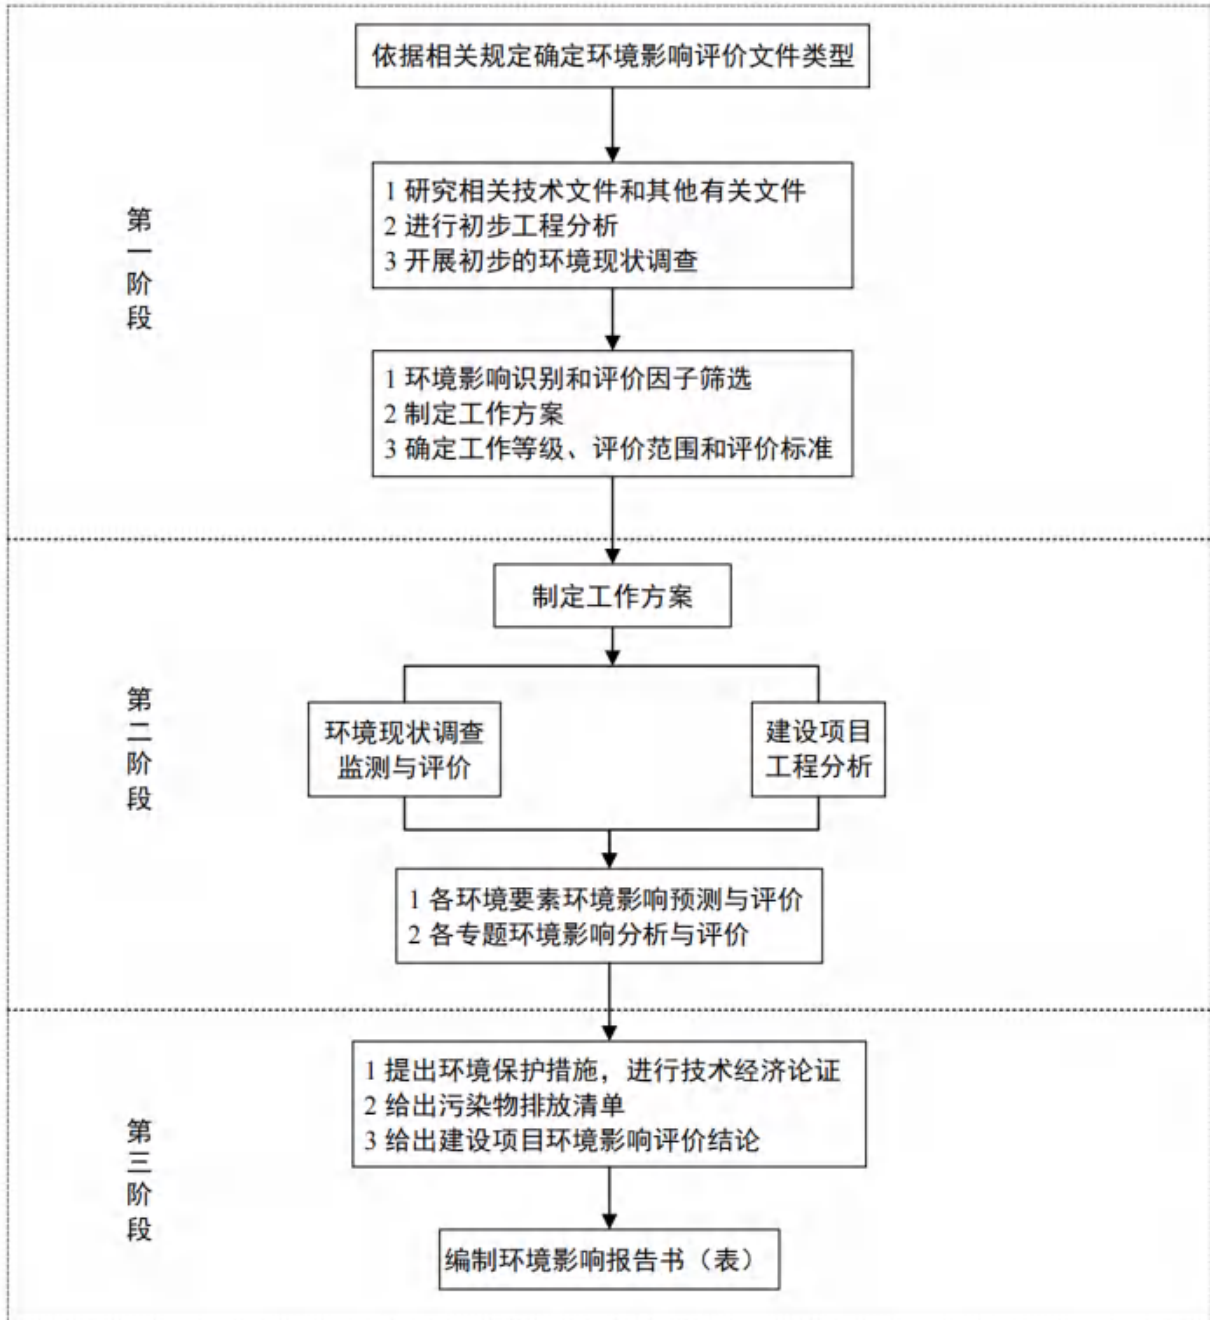 依据相关规定确定环境影响评价文件类型
第一阶段
1 研究相关技术文件和其他有关文件
2 进行初步工程分析
3 开展初步的环境现状调查
1 环境影响识别和评价因子筛选
2 制定工作方案
3 确定工作等级、评价范围和评价标准
制定工作方案
第二阶段
环境现状调查
监测与评价
建设项目
工程分析
1 各环境要素环境影响预测与评价
2 各专题环境影响分析与评价
第三阶段
1 提出环境保护措施，进行技术经济论证
2 给出污染物排放清单
3 给出建设项目环境影响评价结论
编制环境影响报告书（表）